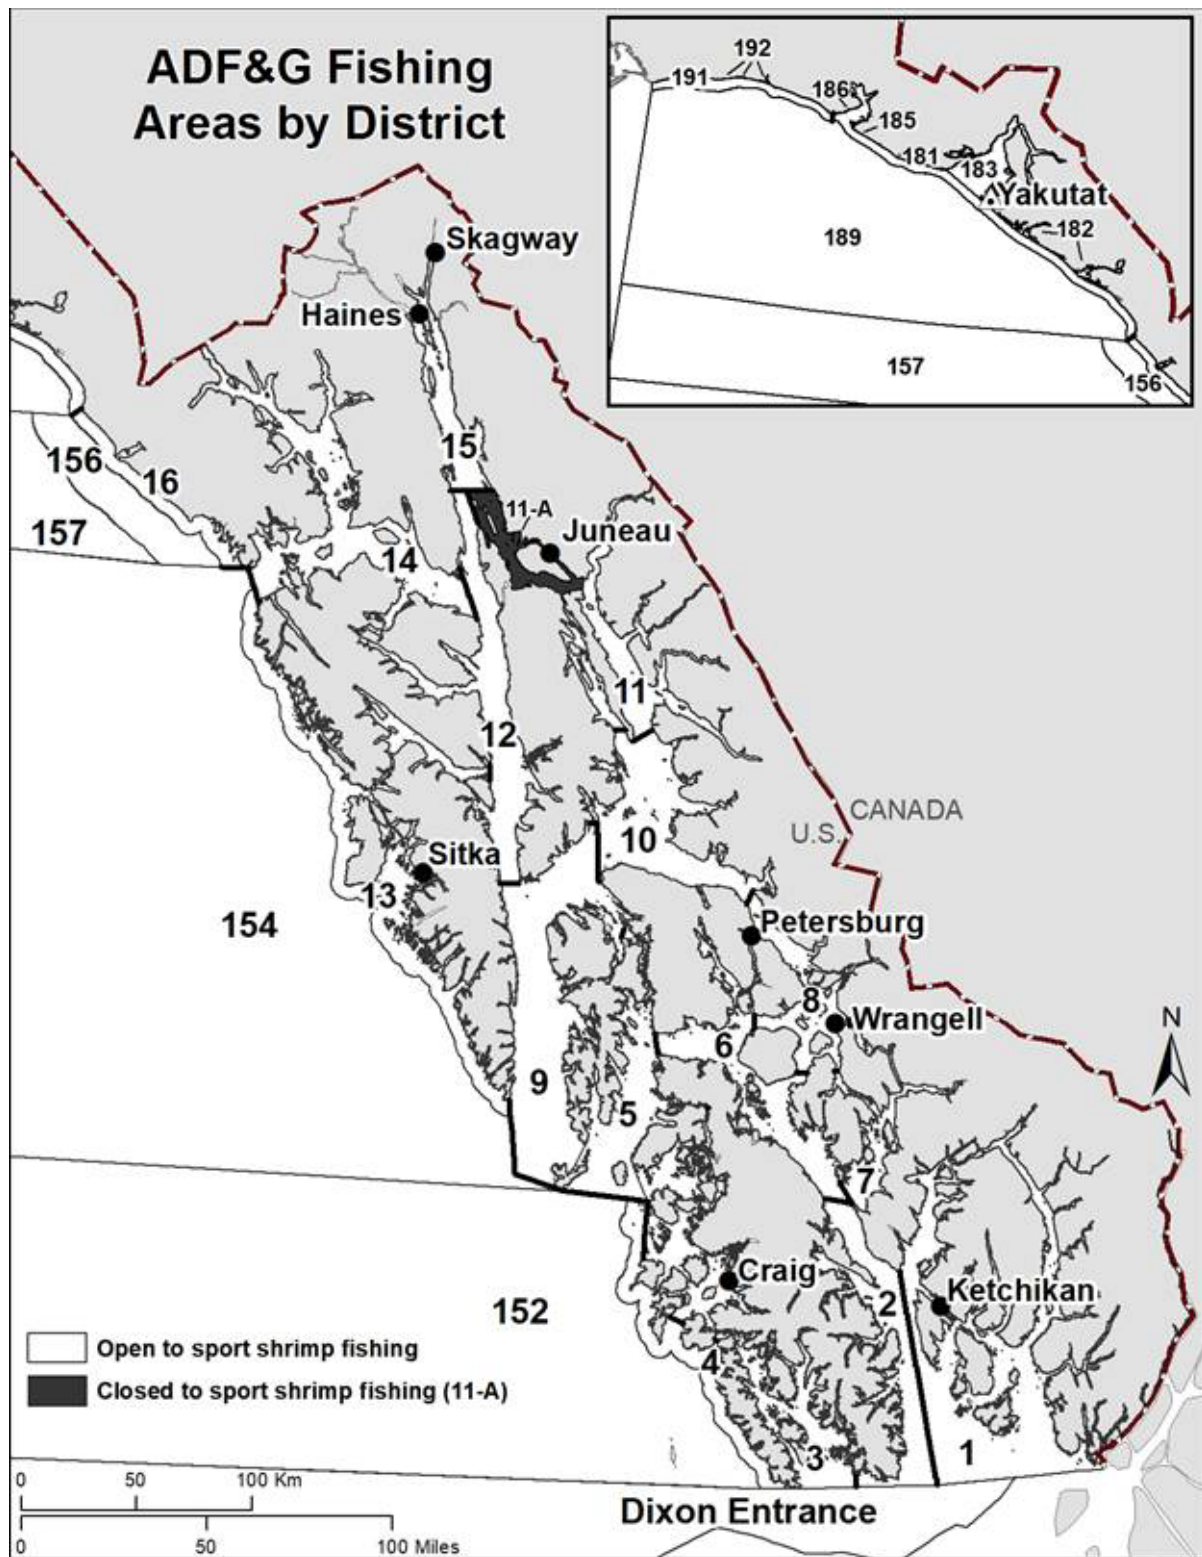 ADF&G Fishing
Areas by District
192
191
186
185
181
183
Yakutat
182
189
157
156
Skagway
Haines
15
156
16
157
11-A
Juneau
14
11
12
CANADA
U.S.
10
Sitka
13
154
Petersburg
8
Wrangell
6
N
9
5
7
Craig
Ketchikan
2
152
Open to sport shrimp fishing
4
Closed to sport shrimp fishing (11-A)
3
1
0 50 100 Km
Dixon Entrance
0 50 100 Miles